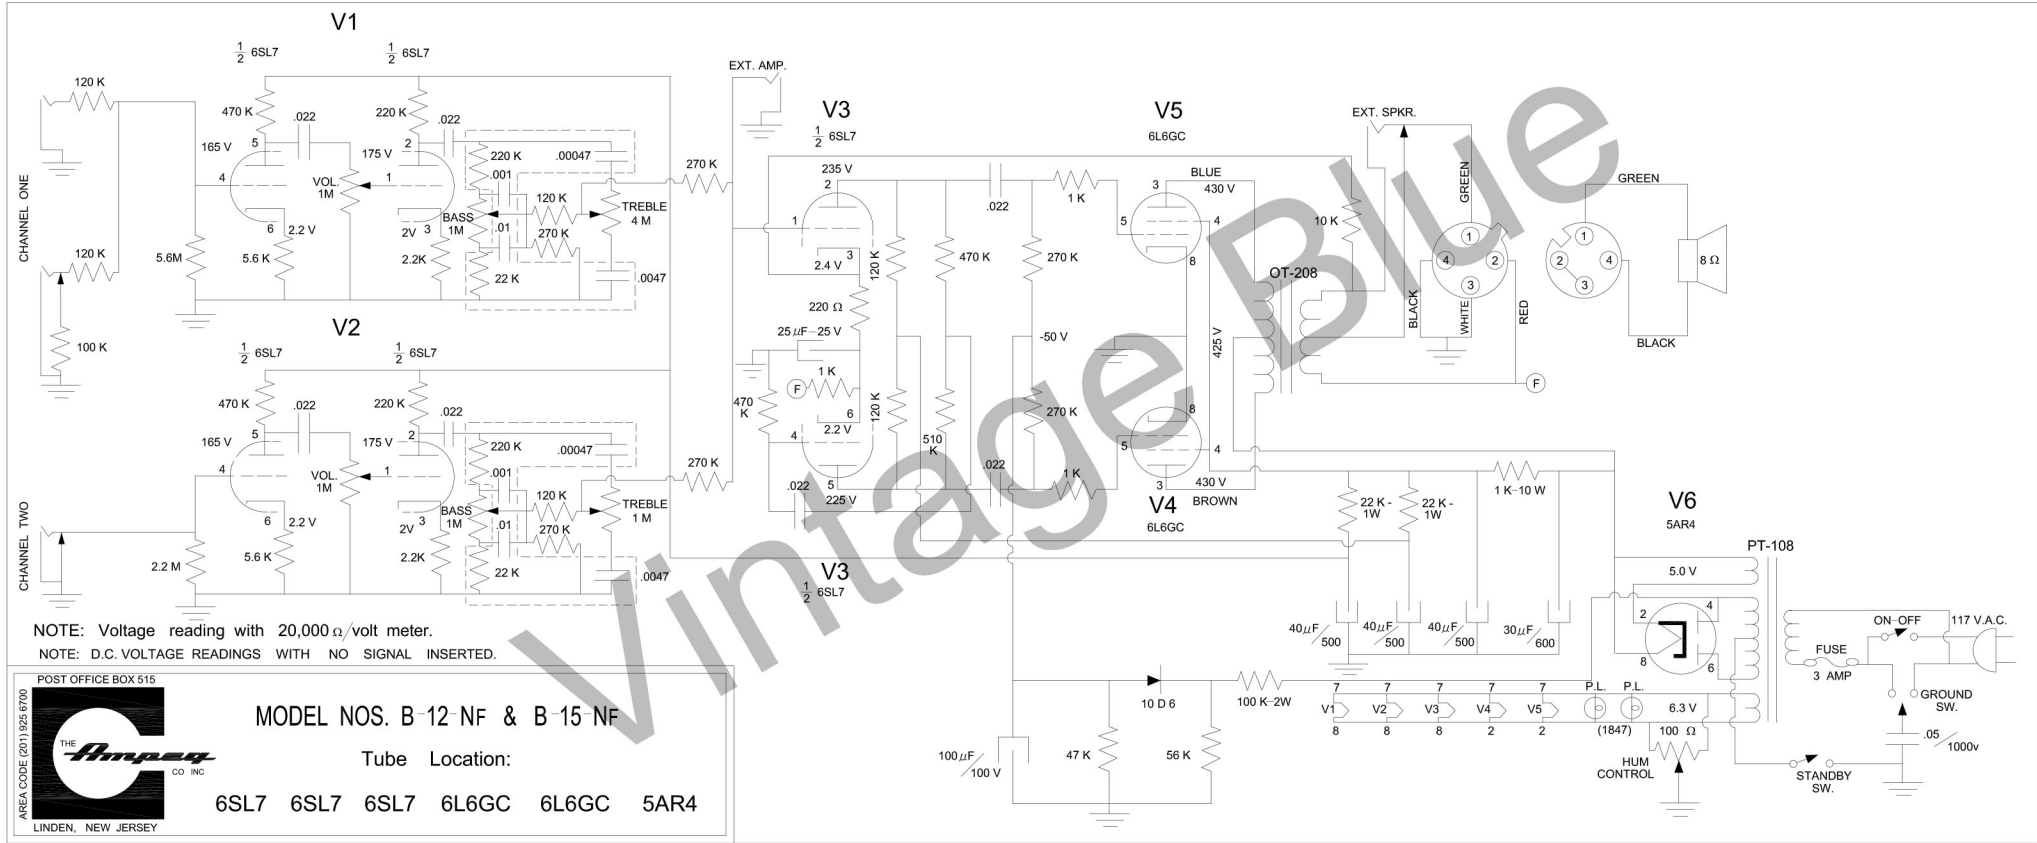 V1
1/2 6SL7
1/2 6SL7
120 K
470 K
.022
220 K
.022
165 V
5
175 V
2
220 K
.00047
4
VOL.
1M
1
.001
120 K
TREBLE
4 M
270 K
CHANNEL ONE
6
2.2 V
2V
3
BASS
1M
.01
270 K
120 K
5.6M
5.6 K
2.2K
22 K
.0047
100 K
V2
1/2 6SL7
1/2 6SL7
470 K
.022
220 K
.022
165 V
5
175 V
2
220 K
.00047
4
VOL.
1M
1
.001
120 K
TREBLE
1 M
270 K
CHANNEL TWO
6
2.2 V
2V
3
BASS
1M
.01
270 K
2.2 M
5.6 K
2.2K
22 K
.0047
EXT. AMP.
V3
1/2 6SL7
235 V
2
1
3
2.4 V
120 K
470 K
.022
270 K
1 K
220 Ω
25 µF-25 V
-50 V
F
1 K
470
K
6
2.2 V
4
120 K
510
K
270 K
5
225 V
.022
.022
1 K
V3
1/2 6SL7
V5
6L6GC
3
BLUE
430 V
5
4
8
425 V
8
5
4
3
430 V
BROWN
V4
6L6GC
OT-208
10 K
EXT. SPKR.
GREEN
1
4
2
3
BLACK
WHITE
RED
F
GREEN
1
2
4
3
BLACK
8 Ω
1 K-10 W
22 K -
1W
22 K -
1W
40µF/500
40µF/500
40µF/500
30µF/600
V6
5AR4
PT-108
5.0 V
2
4
8
6
ON-OFF
117 V.A.C.
FUSE
3 AMP
GROUND
SW.
.05/1000v
STANDBY
SW.
10 D 6
100 K-2W
100µF/100 V
47 K
56 K
7
7
7
7
7
P.L.
P.L.
V1
V2
V3
V4
V5
8
8
8
2
2
(1847)
6.3 V
100 Ω
HUM
CONTROL
NOTE: Voltage reading with 20,000 Ω/volt meter.
NOTE: D.C. VOLTAGE READINGS WITH NO SIGNAL INSERTED.
POST OFFICE BOX 515
AREA CODE (201) 925 6700
THE
Ampeg
CO INC
LINDEN, NEW JERSEY
MODEL NOS. B-12-NF & B-15-NF
Tube Location:
6SL7 6SL7 6SL7 6L6GC 6L6GC 5AR4
Vintage Blue